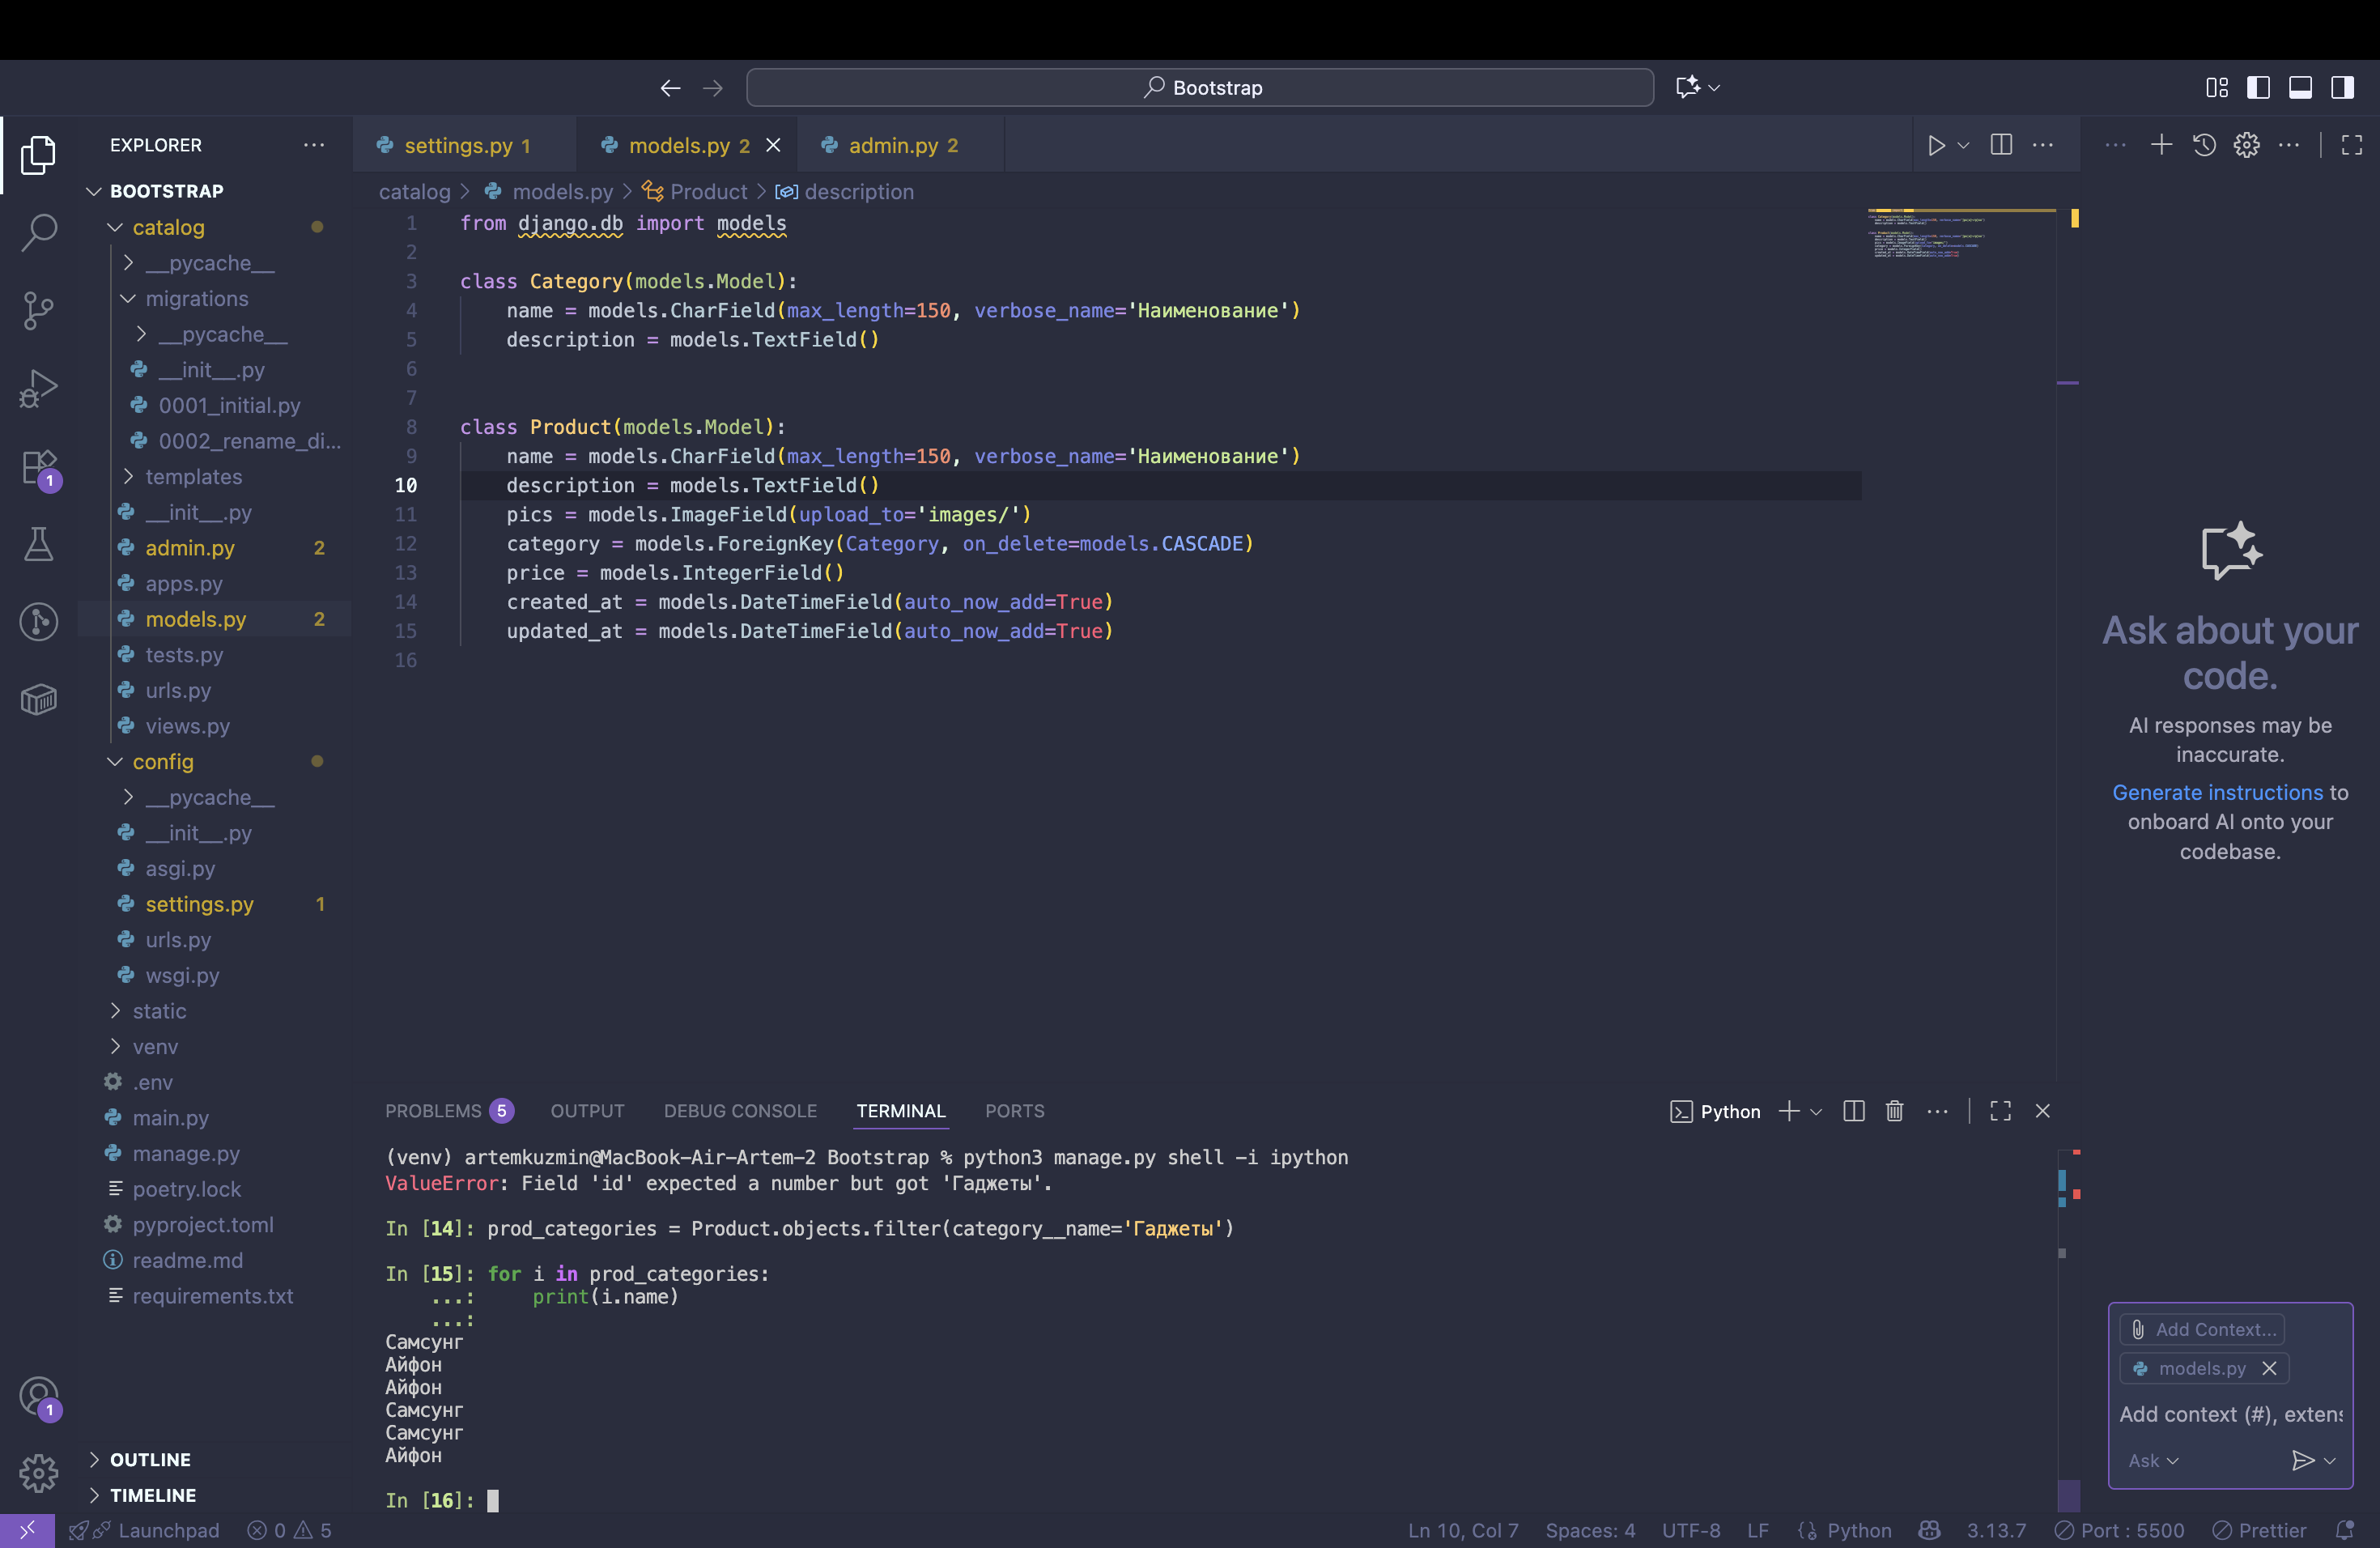 Bootstrap
EXPLORER
BOOTSTRAP
catalog
__pycache__
migrations
__pycache__
__init__.py
0001_initial.py
0002_rename_di...
templates
__init__.py
admin.py 2
apps.py
models.py 2
tests.py
urls.py
views.py
config
__pycache__
__init__.py
asgi.py
settings.py 1
urls.py
wsgi.py
static
venv
.env
main.py
manage.py
poetry.lock
pyproject.toml
readme.md
requirements.txt
OUTLINE
TIMELINE
1
1
settings.py 1
models.py 2
admin.py 2
catalog > models.py > Product > description
1 from django.db import models
2
3 class Category(models.Model):
4 name = models.CharField(max_length=150, verbose_name='Наименование')
5 description = models.TextField()
6
7
8 class Product(models.Model):
9 name = models.CharField(max_length=150, verbose_name='Наименование')
10 description = models.TextField()
11 pics = models.ImageField(upload_to='images/')
12 category = models.ForeignKey(Category, on_delete=models.CASCADE)
13 price = models.IntegerField()
14 created_at = models.DateTimeField(auto_now_add=True)
15 updated_at = models.DateTimeField(auto_now_add=True)
16
PROBLEMS 5 OUTPUT DEBUG CONSOLE TERMINAL PORTS
Python
(venv) artemkuzmin@MacBook-Air-Artem-2 Bootstrap % python3 manage.py shell -i ipython
ValueError: Field 'id' expected a number but got 'Гаджеты'.
In [14]: prod_categories = Product.objects.filter(category__name='Гаджеты')
In [15]: for i in prod_categories:
...: print(i.name)
...:
Самсунг
Айфон
Айфон
Самсунг
Самсунг
Айфон
In [16]:
Ask about your
code.
AI responses may be
inaccurate.
Generate instructions to
onboard AI onto your
codebase.
Add Context...
models.py
Add context (#), extens
Ask
Launchpad 0 5
Ln 10, Col 7 Spaces: 4 UTF-8 LF Python 3.13.7 Port : 5500 Prettier